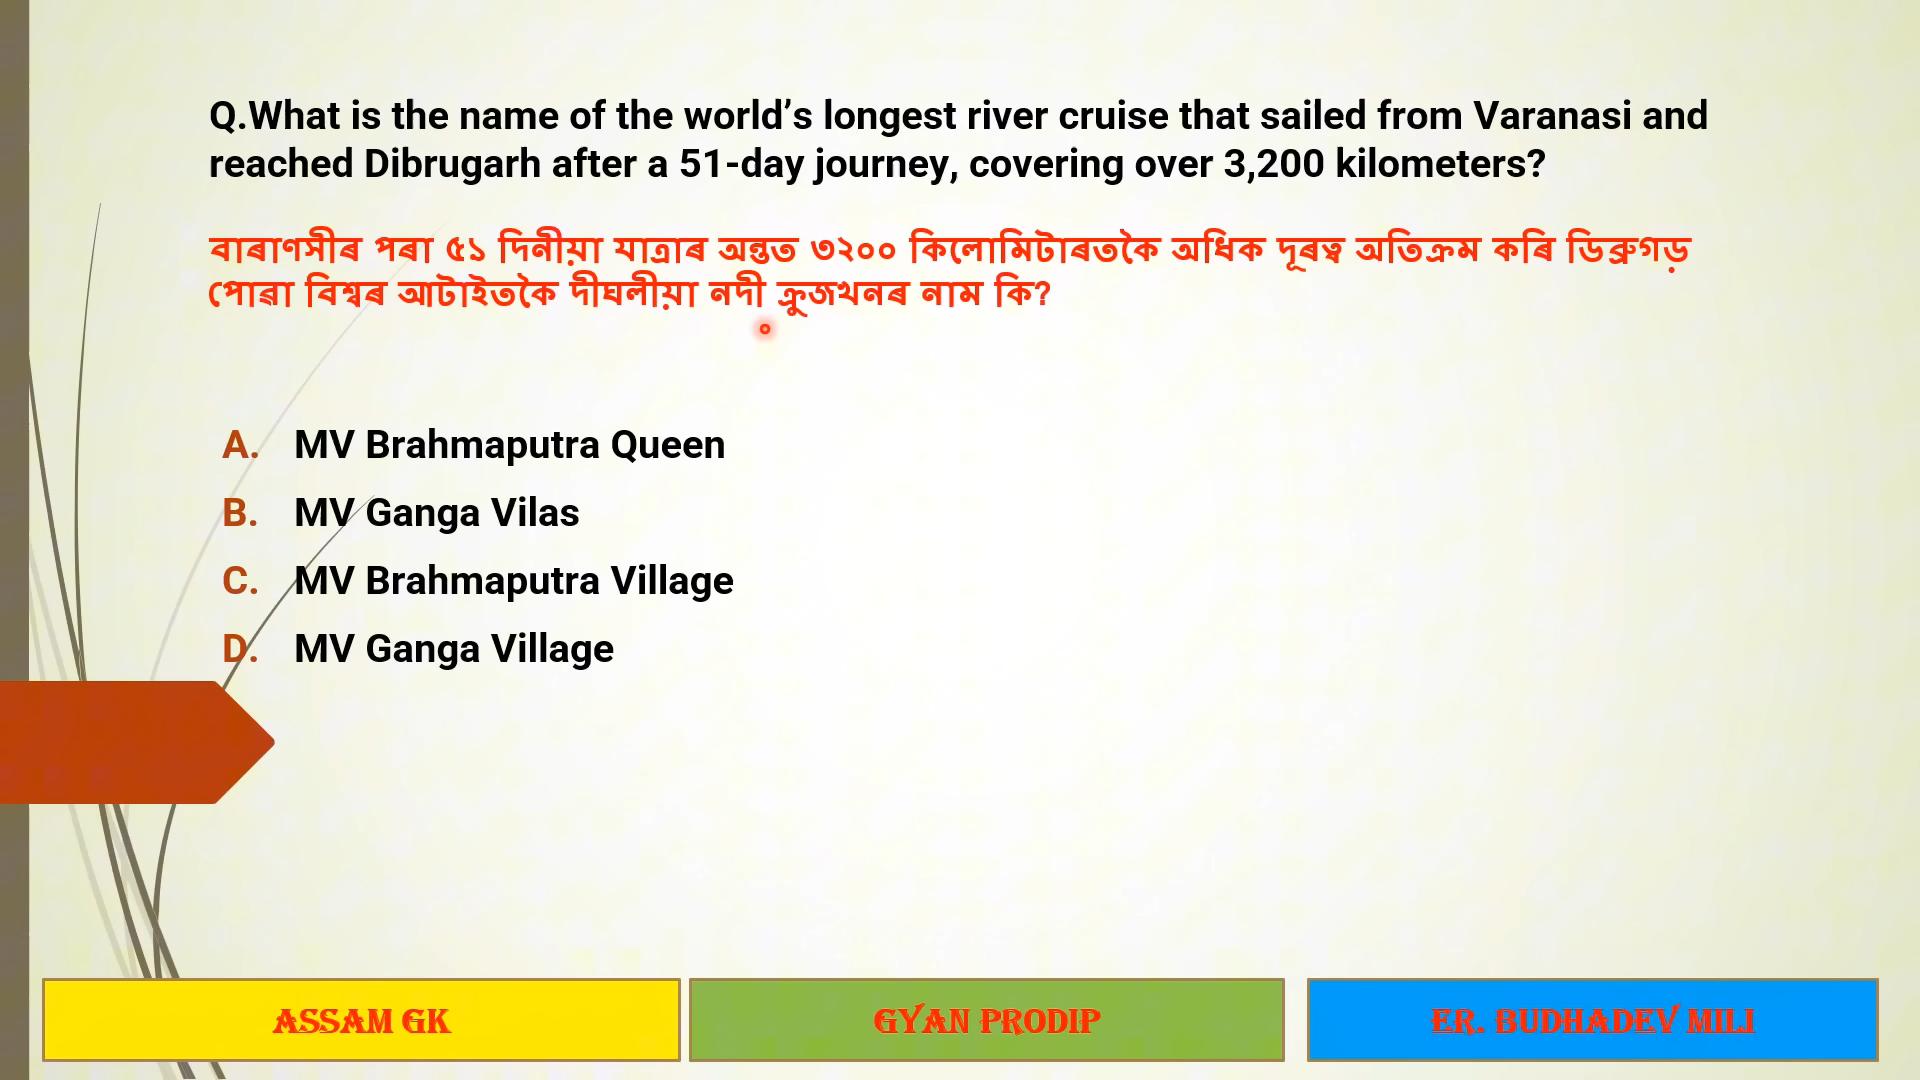 Q.What is the name of the world’s longest river cruise that sailed from Varanasi and
reached Dibrugarh after a 51-day journey, covering over 3,200 kilometers?
বাৰাণসীৰ পৰা ৫১ দিনীয়া যাত্ৰাৰ অন্তত ৩২০০ কিলোমিটাৰতকৈ অধিক দূৰত্ব অতিক্ৰম কৰি ডিব্ৰুগড়
পোৱা বিশ্বৰ আটাইতকৈ দীঘলীয়া নদী ক্ৰুজখনৰ নাম কি?
A. MV Brahmaputra Queen
B. MV Ganga Vilas
C. MV Brahmaputra Village
D. MV Ganga Village
ASSAM GK
GYAN PRODIP
ER. BUDHADEV MILI